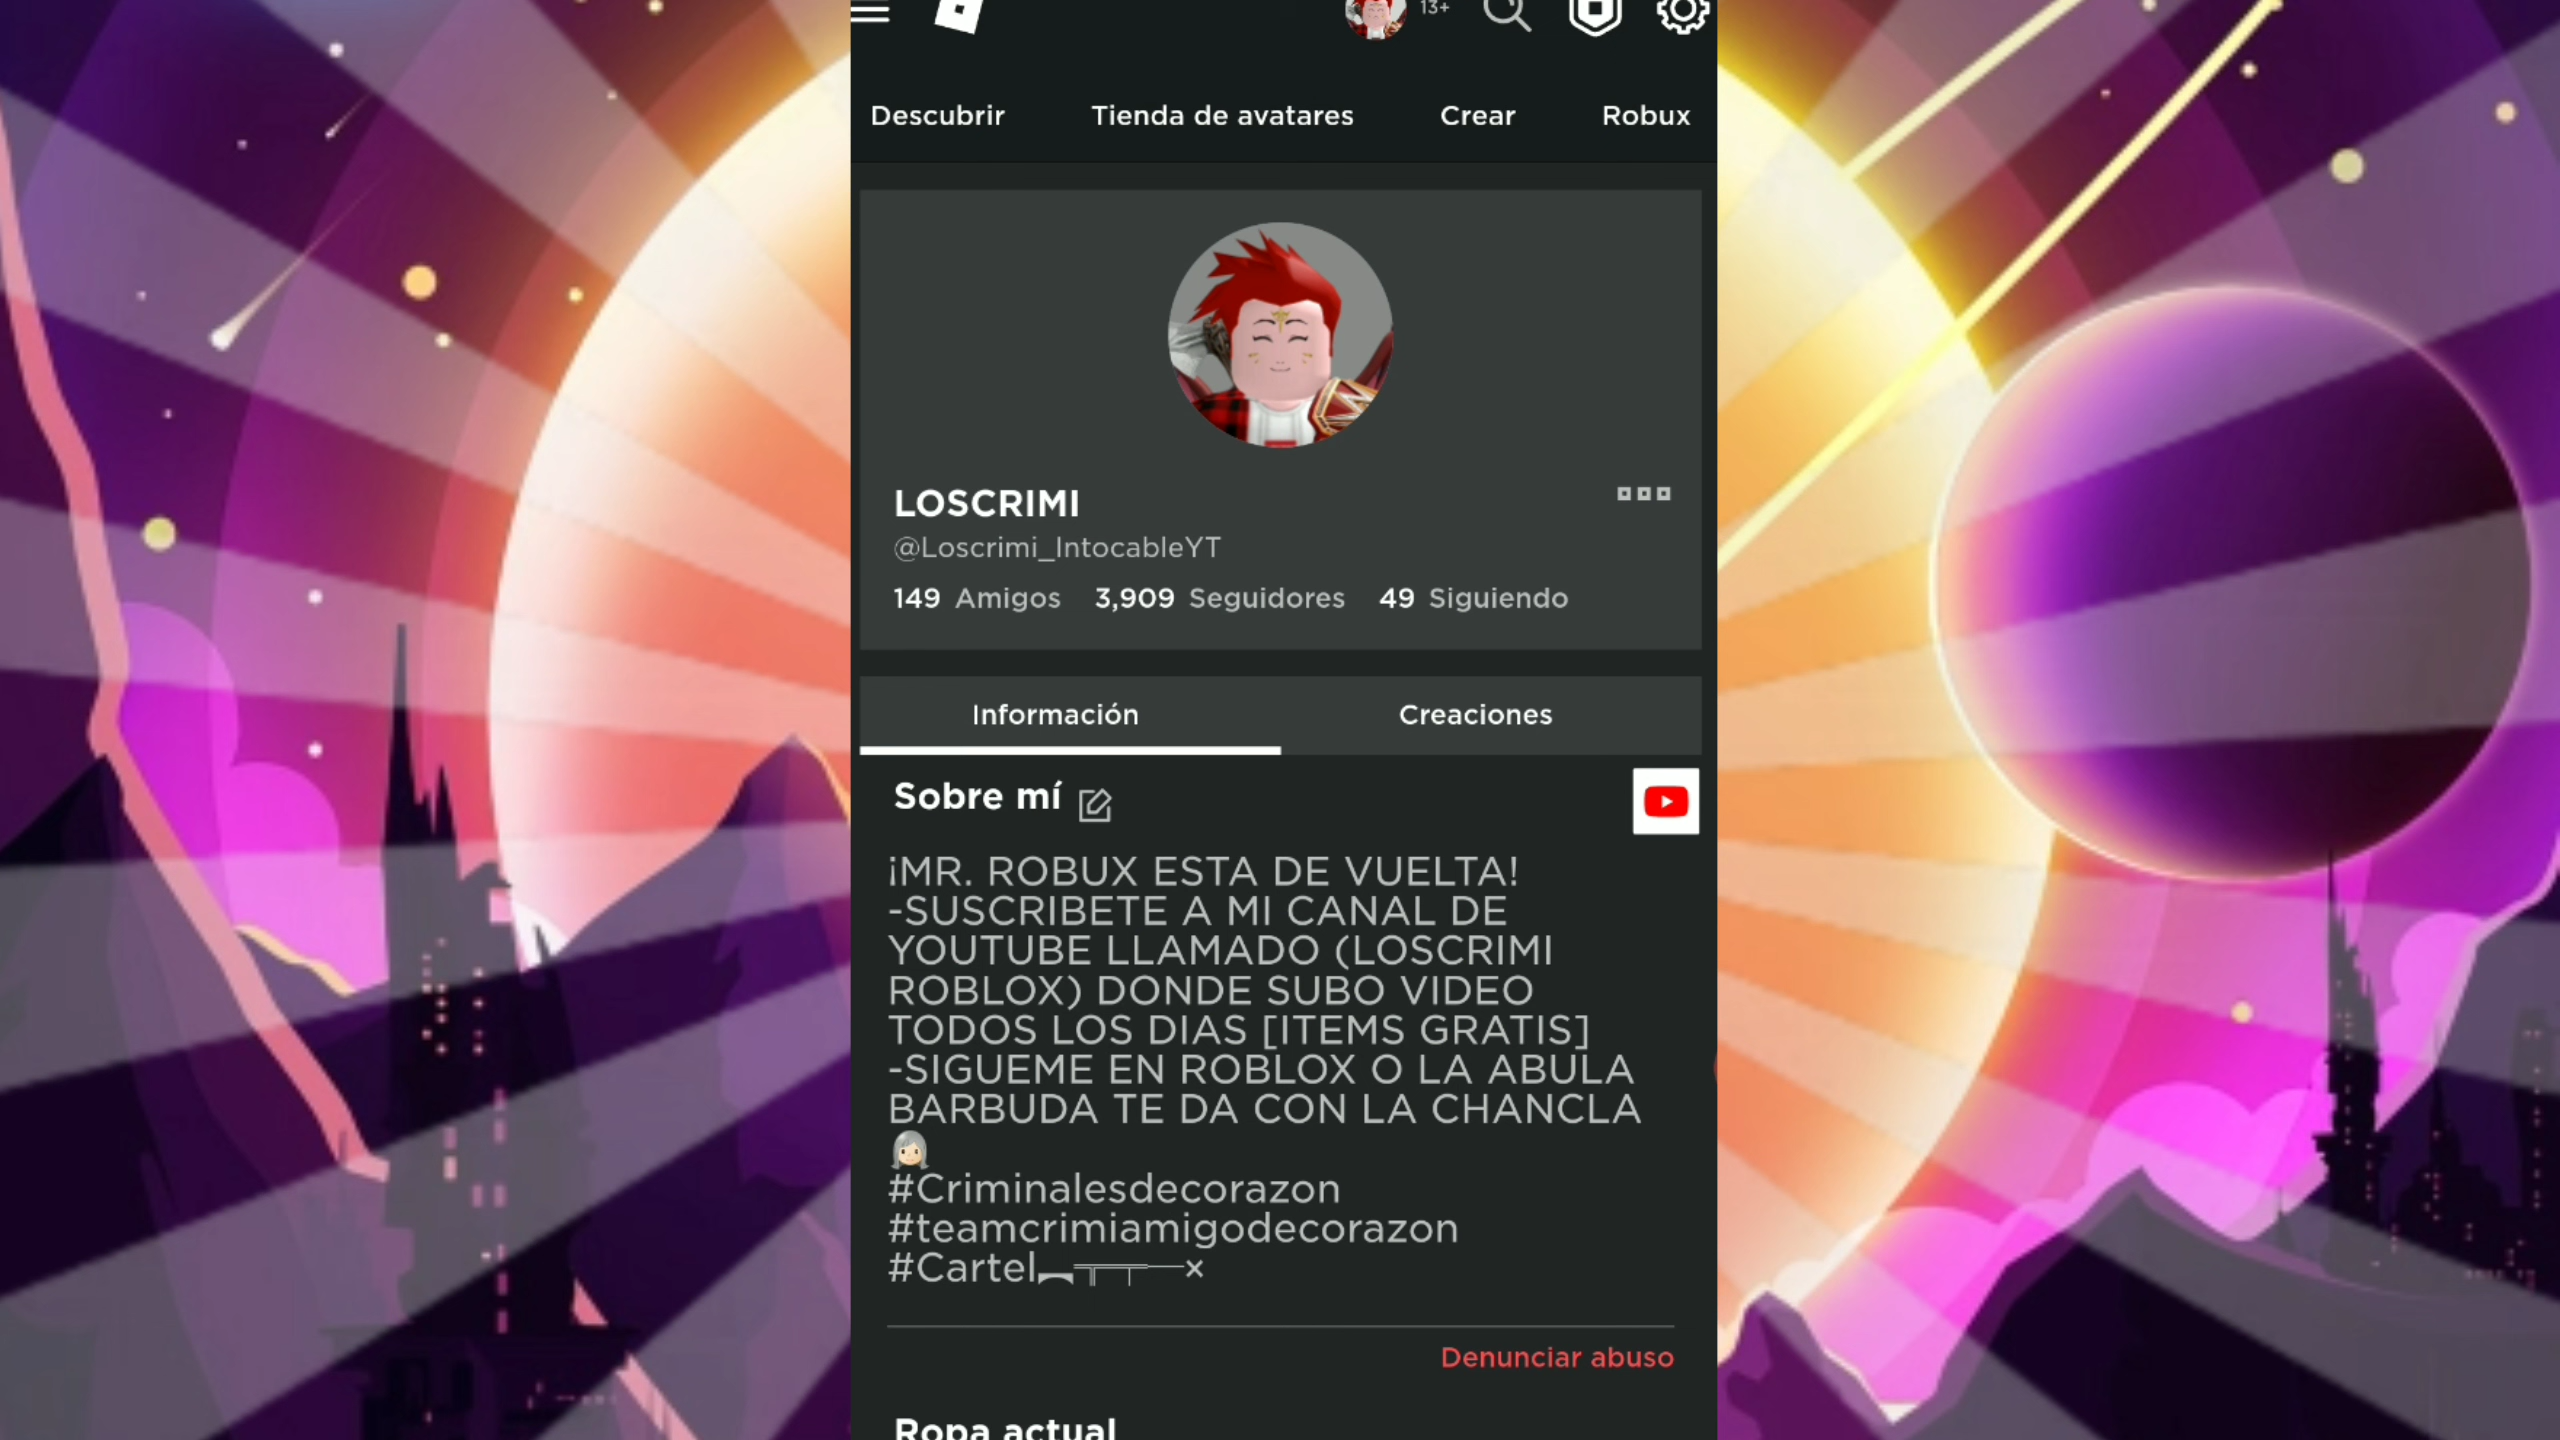 13+
Descubrir Tienda de avatares Crear Robux
LOSCRIMI
@Loscrimi_IntocableYT
149 Amigos 3,909 Seguidores 49 Siguiendo
Información Creaciones
Sobre mí
¡MR. ROBUX ESTA DE VUELTA!
-SUSCRIBETE A MI CANAL DE
YOUTUBE LLAMADO (LOSCRIMI
ROBLOX) DONDE SUBO VIDEO
TODOS LOS DIAS [ITEMS GRATIS]
-SIGUEME EN ROBLOX O LA ABULA
BARBUDA TE DA CON LA CHANCLA
👵🏻
#Criminalesdecorazon
#teamcrimiamigodecorazon
#Cartel︻╦╤─×
Denunciar abuso
Ropa actual